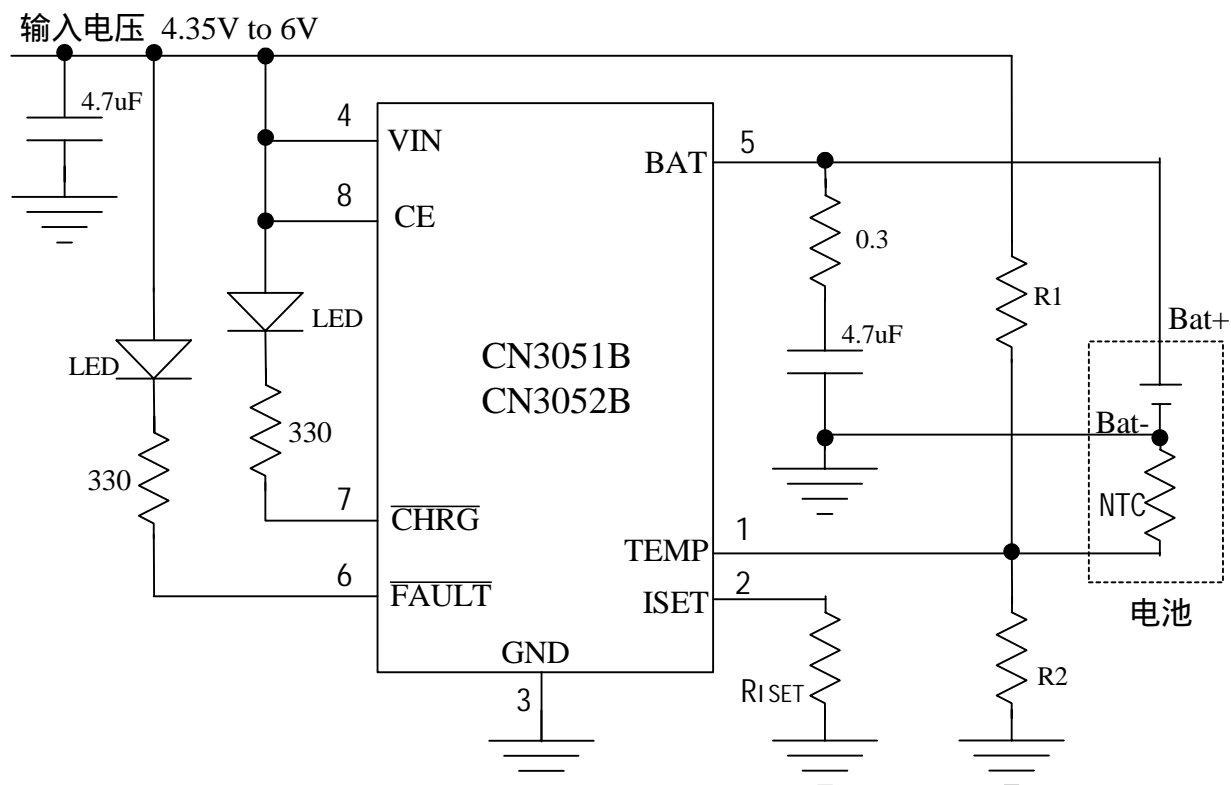 输入电压 4.35V to 6V
4.7uF
4
VIN
BAT
5
8
CE
0.3
LED
R1
Bat+
4.7uF
LED
CN3051B
CN3052B
330
Bat-
330
7
CHRG
NTC
TEMP
1
6
FAULT
ISET
2
电池
GND
3
RISET
R2